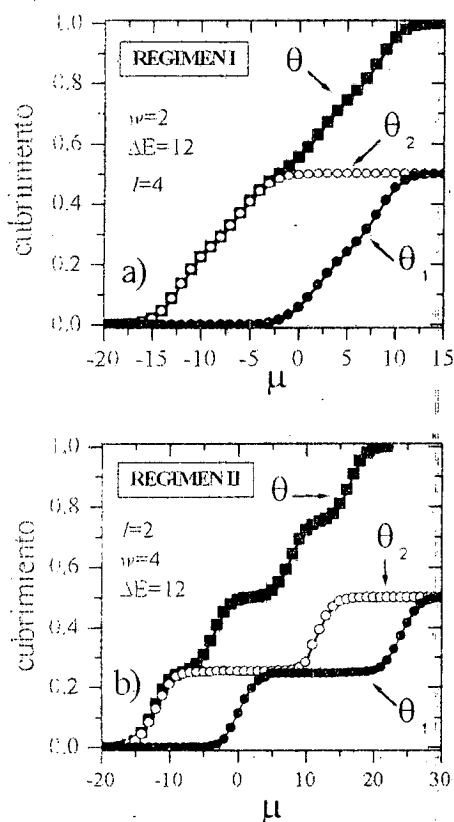 REGIMEN I
w=2
ΔE=12
l=4
a)
θ
θ2
θ1
cubrimiento
1.0
0.8
0.6
0.4
0.2
0.0
-20 -15 -10 -5 0 5 10 15
μ
REGIMEN II
l=2
w=4
ΔE=12
b)
θ
θ2
θ1
cubrimiento
1.0
0.8
0.6
0.4
0.2
0.0
-20 -10 0 10 20 30
μ